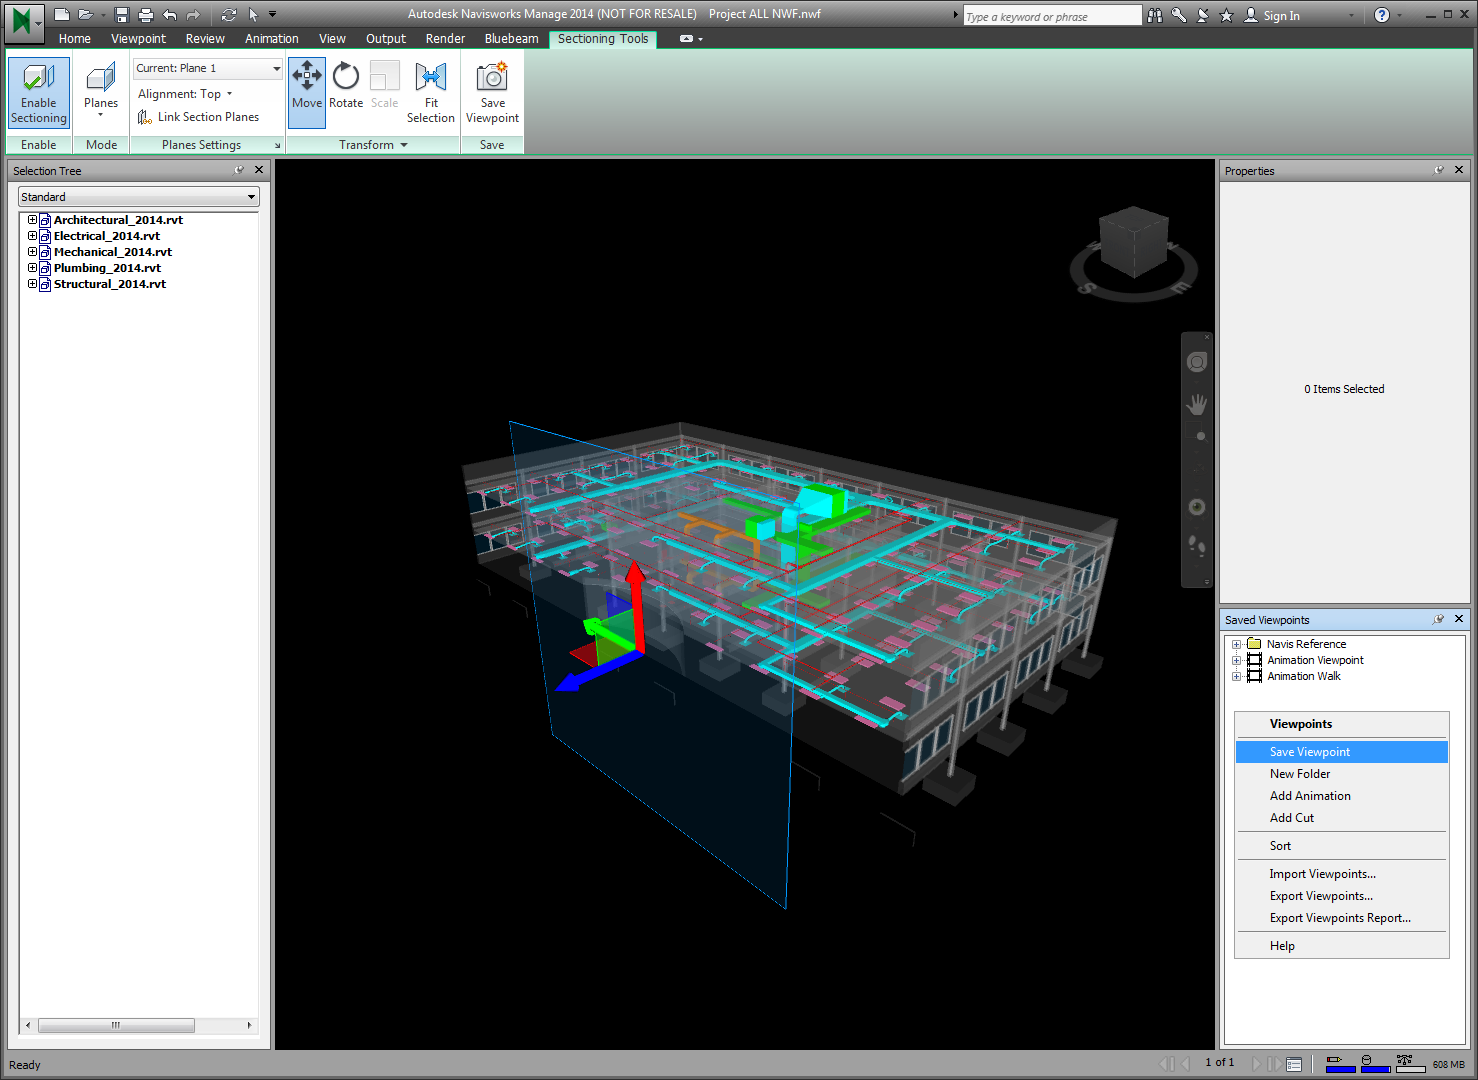 Autodesk Navisworks Manage 2014 (NOT FOR RESALE) Project ALL NWF.nwf
Type a keyword or phrase
Sign In
?
Home Viewpoint Review Animation View Output Render Bluebeam Sectioning Tools
Enable Sectioning
Planes
Current: Plane 1
Alignment: Top
Link Section Planes
Move
Rotate
Scale
Fit Selection
Save Viewpoint
Enable Mode Planes Settings Transform Save
Selection Tree
Standard
Architectural_2014.rvt
Electrical_2014.rvt
Mechanical_2014.rvt
Plumbing_2014.rvt
Structural_2014.rvt
W N
S E
Properties
0 Items Selected
Saved Viewpoints
Navis Reference
Animation Viewpoint
Animation Walk
Viewpoints
Save Viewpoint
New Folder
Add Animation
Add Cut
Sort
Import Viewpoints...
Export Viewpoints...
Export Viewpoints Report...
Help
Ready
1 of 1
608 MB